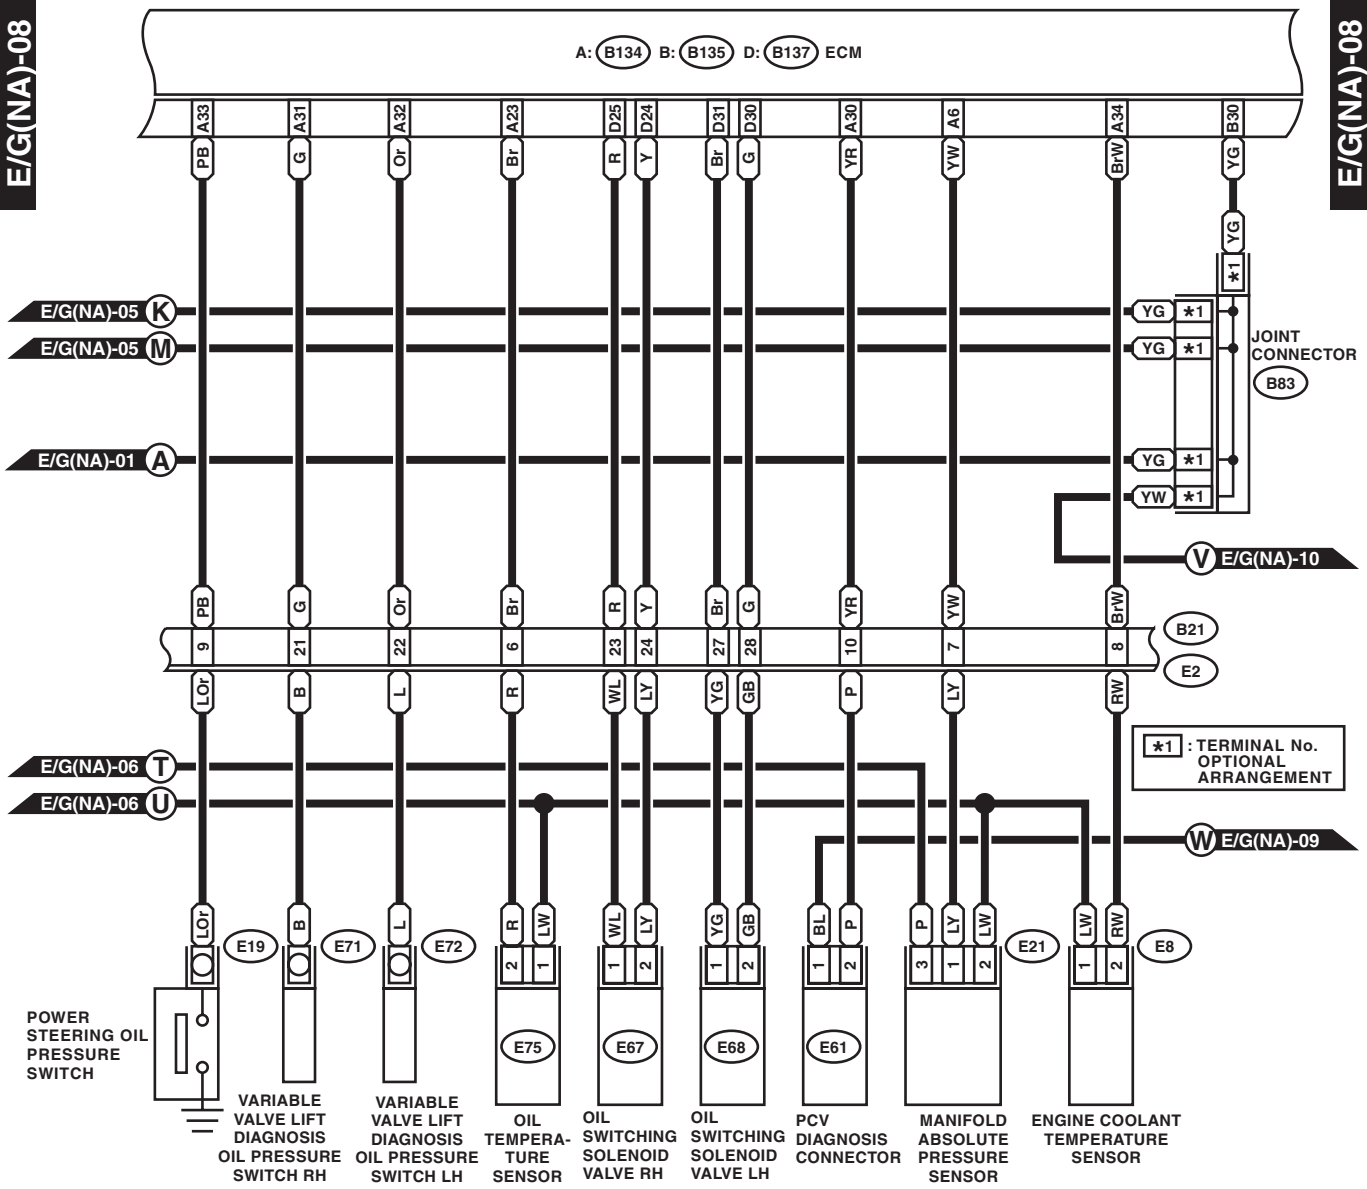 E/G(NA)-08
E/G(NA)-08
A: B134 B: B135 D: B137 ECM
A33 A31 A32 A23 D25 D24 D31 D30 A30 A6 A34 B30
PB G Or Br R Y Br G YR YW BrW YG
YG
*1
E/G(NA)-05 K YG *1
E/G(NA)-05 M YG *1
JOINT
CONNECTOR
B83
E/G(NA)-01 A YG *1
YW *1
V E/G(NA)-10
PB G Or Br R Y Br G YR YW BrW
B21
9 21 22 6 23 24 27 28 10 7 8
E2
LOr B L R WL LY YG GB P LY RW
*1 : TERMINAL No.
OPTIONAL
ARRANGEMENT
E/G(NA)-06 T
E/G(NA)-06 U
W E/G(NA)-09
LOr B L R LW WL LY YG GB BL P P LY LW LW RW
E19 E71 E72 E21 E8
2 1 1 2 1 2 1 2 3 1 2 1 2
E75 E67 E68 E61
POWER
STEERING OIL
PRESSURE
SWITCH
VARIABLE
VALVE LIFT
DIAGNOSIS
OIL PRESSURE
SWITCH RH
VARIABLE
VALVE LIFT
DIAGNOSIS
OIL PRESSURE
SWITCH LH
OIL
TEMPERA-
TURE
SENSOR
OIL
SWITCHING
SOLENOID
VALVE RH
OIL
SWITCHING
SOLENOID
VALVE LH
PCV
DIAGNOSIS
CONNECTOR
MANIFOLD
ABSOLUTE
PRESSURE
SENSOR
ENGINE COOLANT
TEMPERATURE
SENSOR